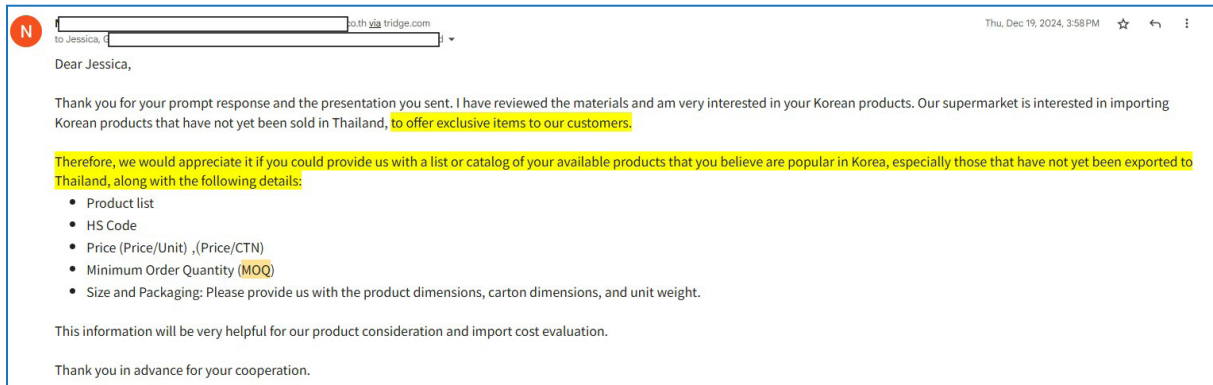 N
co.th via tridge.com
Thu, Dec 19, 2024, 3:58 PM
to Jessica,
Dear Jessica,
Thank you for your prompt response and the presentation you sent. I have reviewed the materials and am very interested in your Korean products. Our supermarket is interested in importing
Korean products that have not yet been sold in Thailand, to offer exclusive items to our customers.
Therefore, we would appreciate it if you could provide us with a list or catalog of your available products that you believe are popular in Korea, especially those that have not yet been exported to
Thailand, along with the following details:
• Product list
• HS Code
• Price (Price/Unit) ,(Price/CTN)
• Minimum Order Quantity (MOQ)
• Size and Packaging: Please provide us with the product dimensions, carton dimensions, and unit weight.
This information will be very helpful for our product consideration and import cost evaluation.
Thank you in advance for your cooperation.